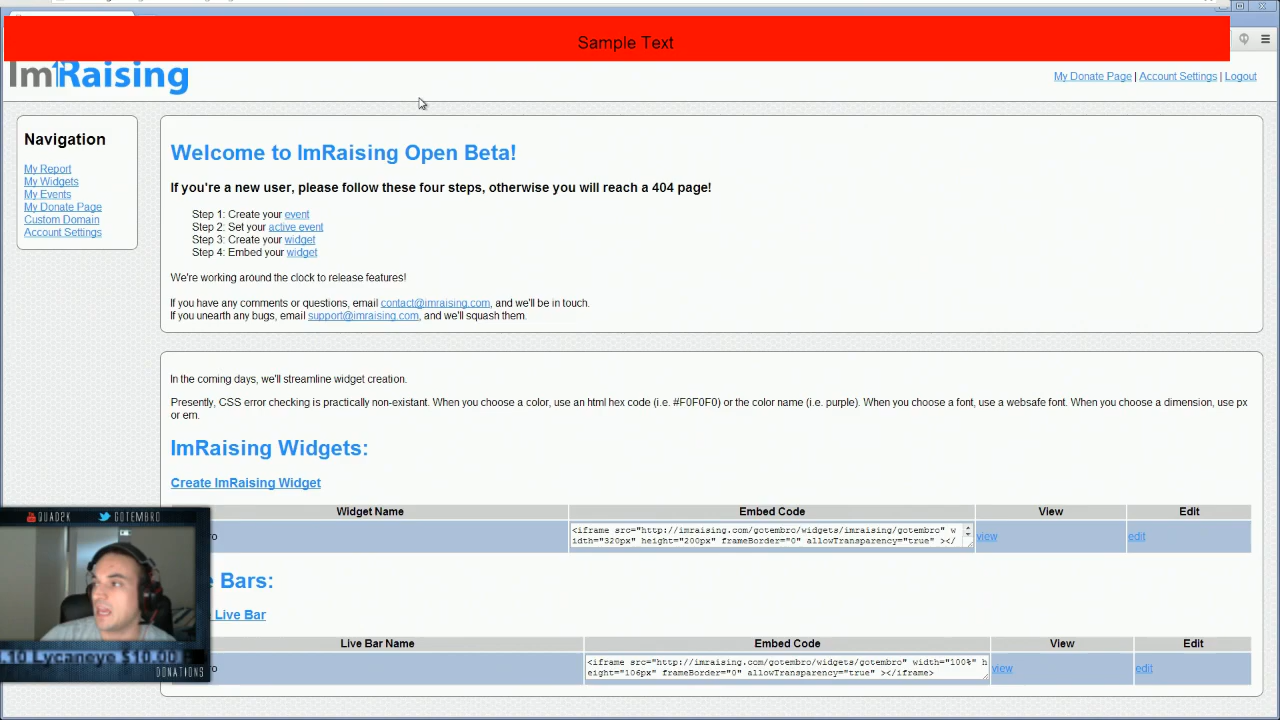 Sample Text
ImRaising
My Donate Page | Account Settings | Logout
Navigation
My Report
My Widgets
My Events
My Donate Page
Custom Domain
Account Settings
Welcome to ImRaising Open Beta!
If you're a new user, please follow these four steps, otherwise you will reach a 404 page!
Step 1: Create your event
Step 2: Set your active event
Step 3: Create your widget
Step 4: Embed your widget
We're working around the clock to release features!
If you have any comments or questions, email contact@imraising.com, and we'll be in touch.
If you unearth any bugs, email support@imraising.com, and we'll squash them.
In the coming days, we'll streamline widget creation.
Presently, CSS error checking is practically non-existant. When you choose a color, use an html hex code (i.e. #F0F0F0) or the color name (i.e. purple). When you choose a font, use a websafe font. When you choose a dimension, use px
or em.
ImRaising Widgets:
Create ImRaising Widget
Widget Name Embed Code View Edit
<iframe src="http://imraising.com/gotembro/widgets/imraising/gotembro" w
idth="320px" height="200px" frameBorder="0" allowTransparency="true" ></
view edit
Bars:
Live Bar
Live Bar Name Embed Code View Edit
<iframe src="http://imraising.com/gotembro/widgets/gotembro" width="100%" h
eight="106px" frameBorder="0" allowTransparency="true" ></iframe>
view edit
QUAD2K GOTEMBRO
.10 Lycaneye $10.00
DONATIONS